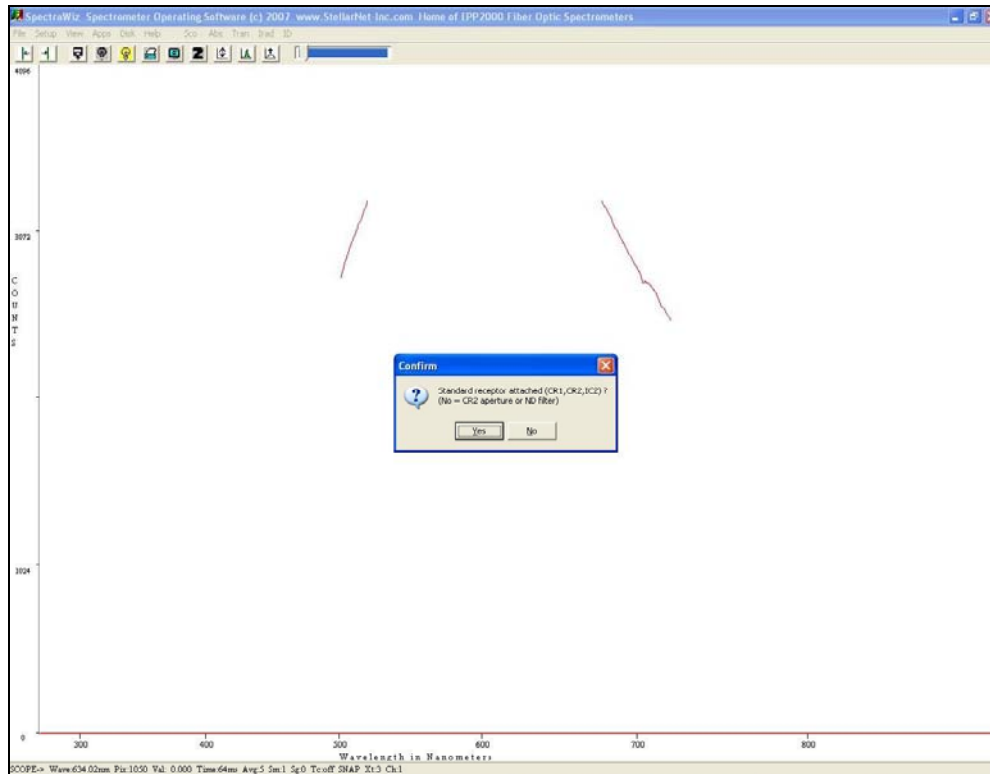 SpectraWiz Spectrometer Operating Software (c) 2007 www.StellarNet-Inc.com Home of EPP2000 Fiber Optic Spectrometers
File Setup View Apps Disk Help Sco Abs Tran Irad ID
Z
4096
3072
COUNTS
Confirm
Standard receptor attached (CR1,CR2,IC2) ?
(No = CR2 aperture or ND filter)
Yes No
1024
0
300 400 500 600 700 800
Wavelength in Nanometers
SCOPE-> Wave:634.02nm Pix:1050 Val: 0.000 Time:64ms Avg:5 Sm:1 Sg:0 Tc:off SNAP Xt:3 Ch:1